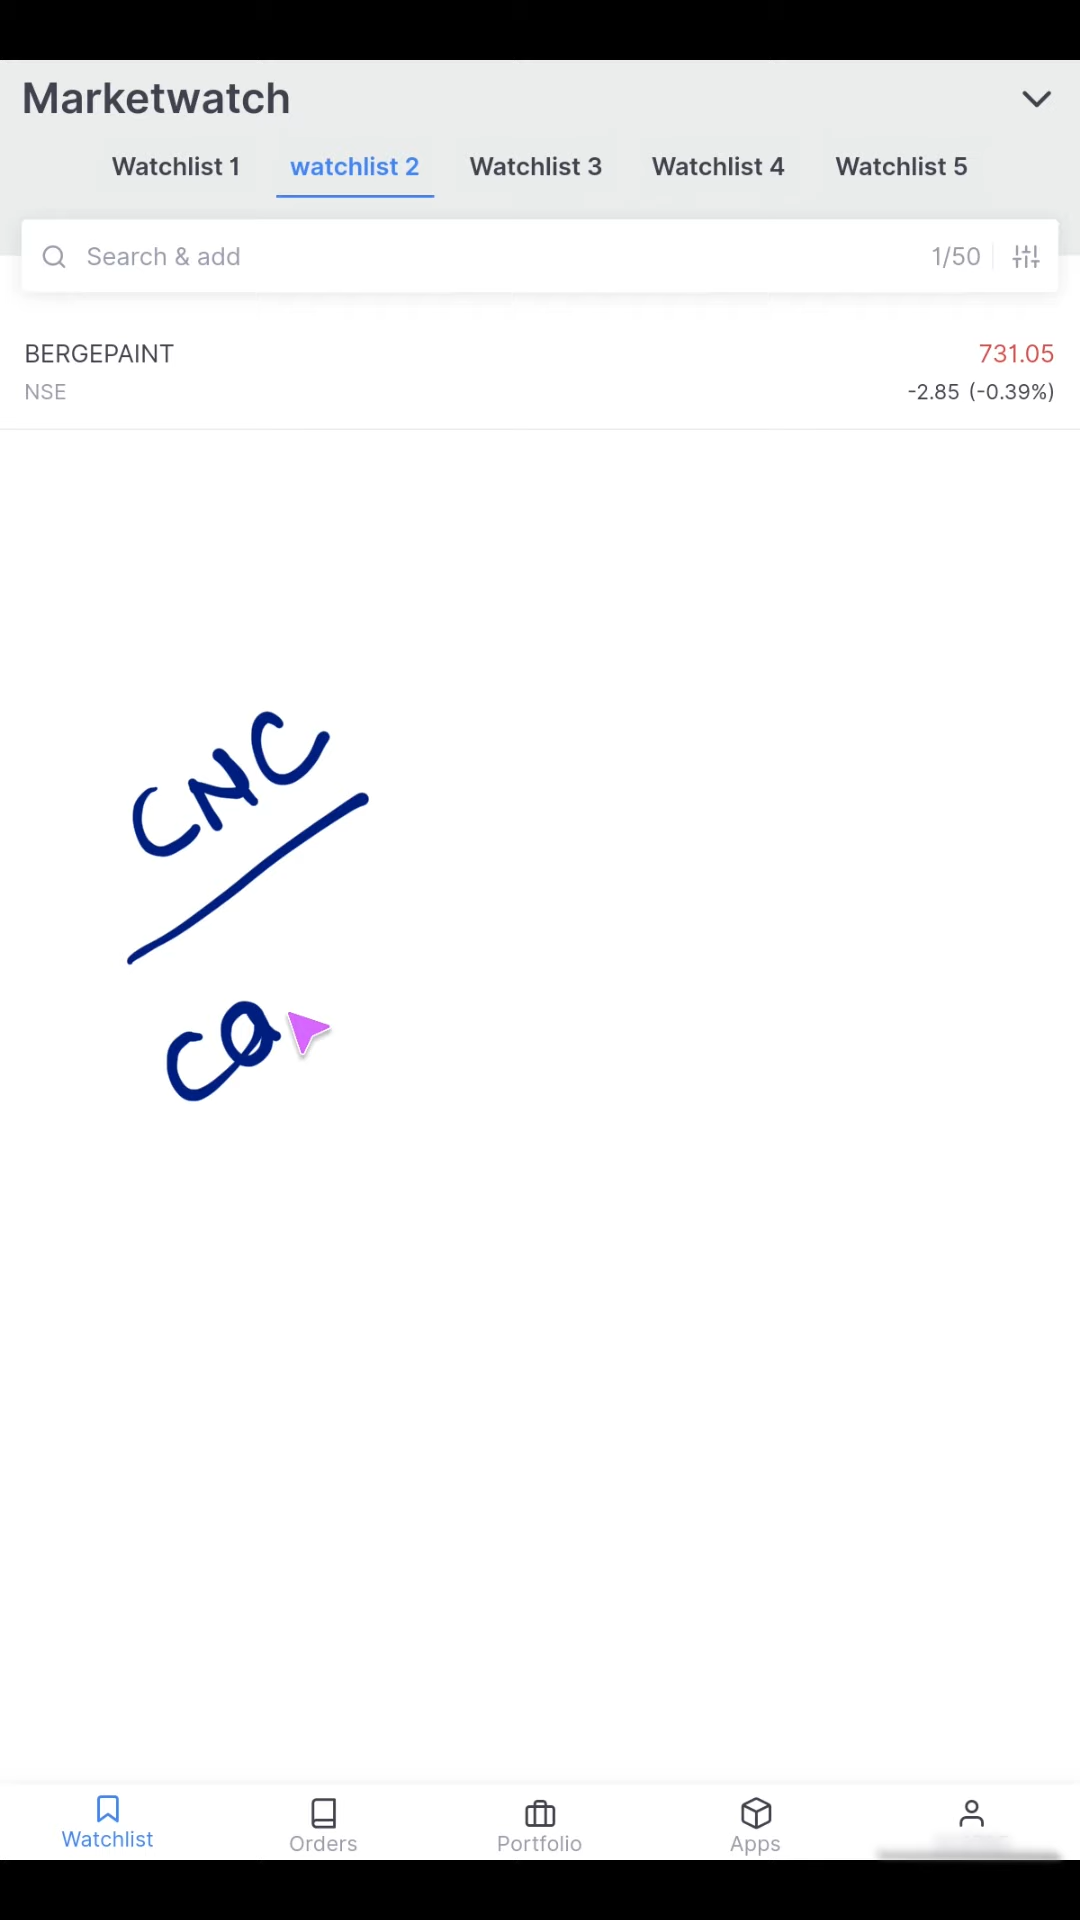 Marketwatch
Watchlist 1 watchlist 2 Watchlist 3 Watchlist 4 Watchlist 5
Search & add 1/50
BERGEPAINT 731.05
NSE -2.85 (-0.39%)
CNC
ca
Watchlist Orders Portfolio Apps